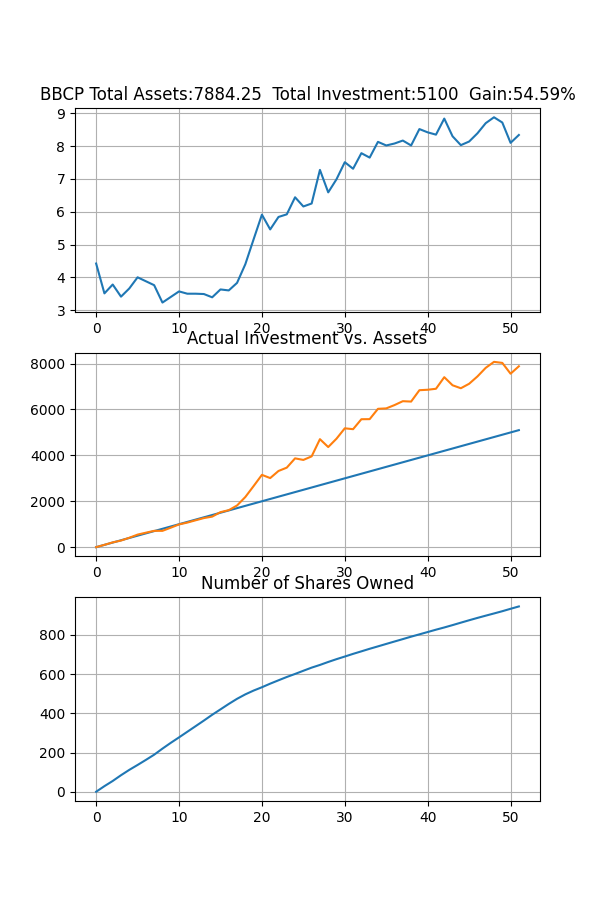 BBCP Total Assets:7884.25  Total Investment:5100  Gain:54.59%
9
8
7
6
5
4
3
0 10 20 30 40 50
Actual Investment vs. Assets
8000
6000
4000
2000
0
0 10 20 30 40 50
Number of Shares Owned
800
600
400
200
0
0 10 20 30 40 50